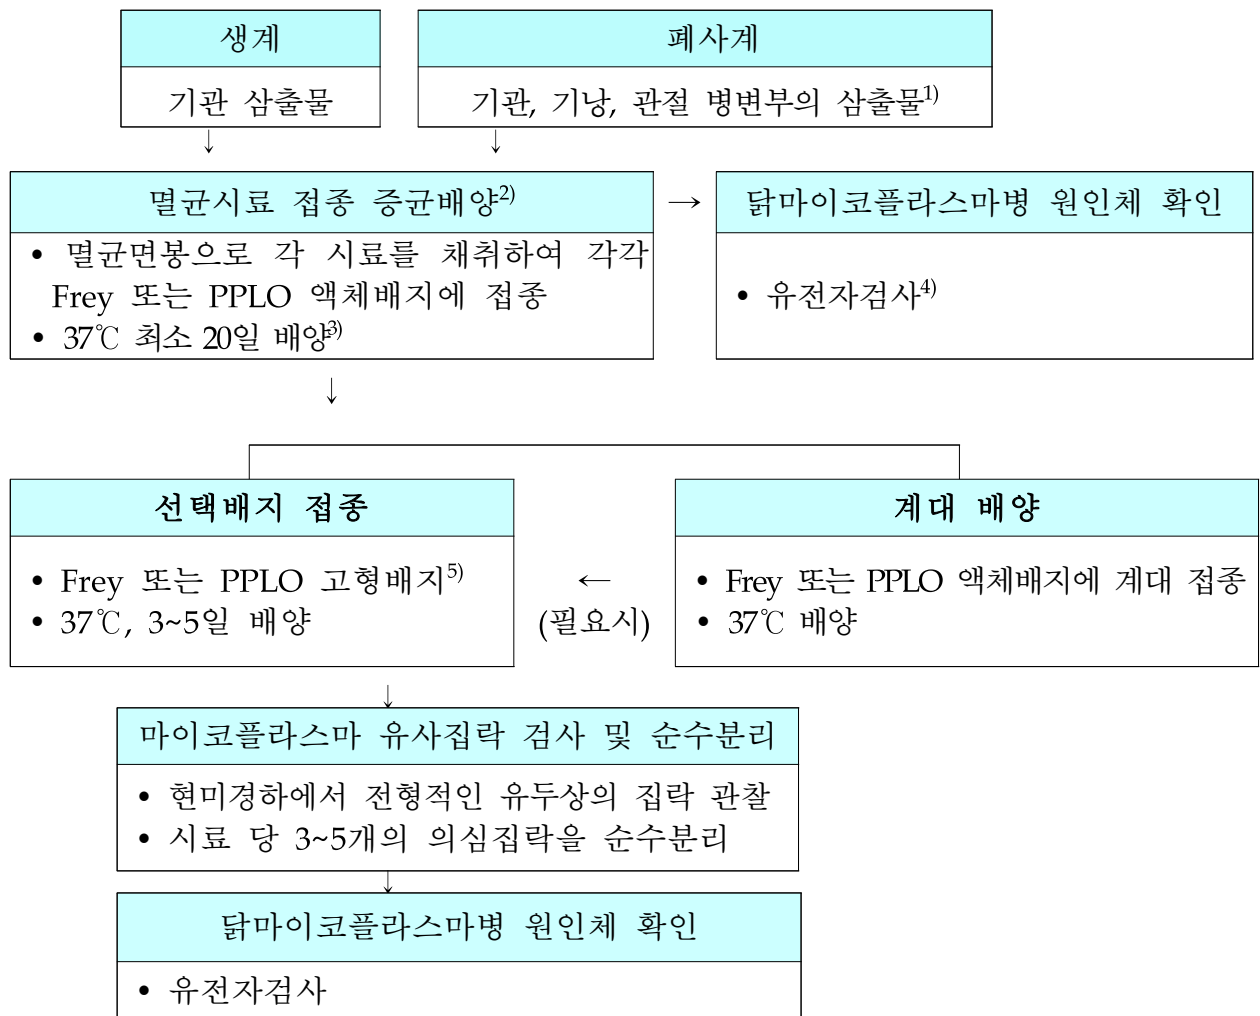 생계
폐사계
기관 삼출물
기관, 기낭, 관절 병변부의 삼출물1)
↓
↓
멸균시료 접종 증균배양2)
→
닭마이코플라스마병 원인체 확인
• 멸균면봉으로 각 시료를 채취하여 각각
Frey 또는 PPLO 액체배지에 접종
• 37℃ 최소 20일 배양3)
• 유전자검사4)
↓
선택배지 접종
계대 배양
• Frey 또는 PPLO 고형배지5)
• 37℃, 3~5일 배양
←
(필요시)
• Frey 또는 PPLO 액체배지에 계대 접종
• 37℃ 배양
↓
마이코플라스마 유사집락 검사 및 순수분리
• 현미경하에서 전형적인 유두상의 집락 관찰
• 시료 당 3~5개의 의심집락을 순수분리
↓
닭마이코플라스마병 원인체 확인
• 유전자검사